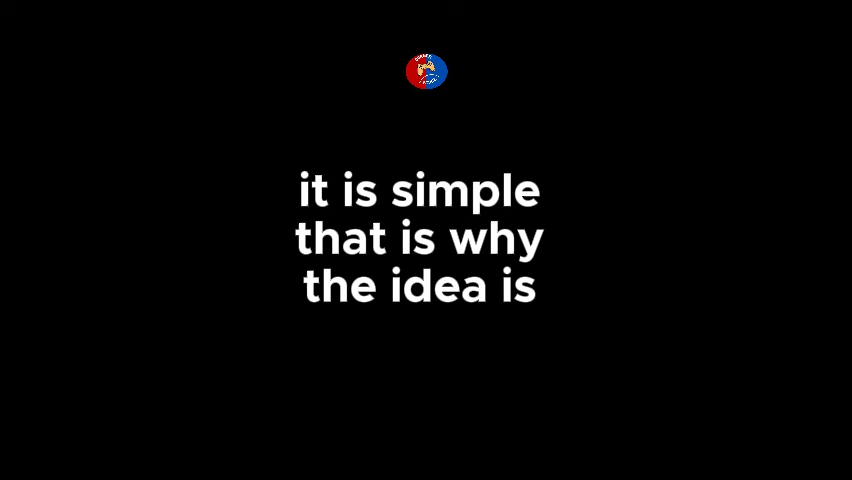 it is simple
that is why
the idea is